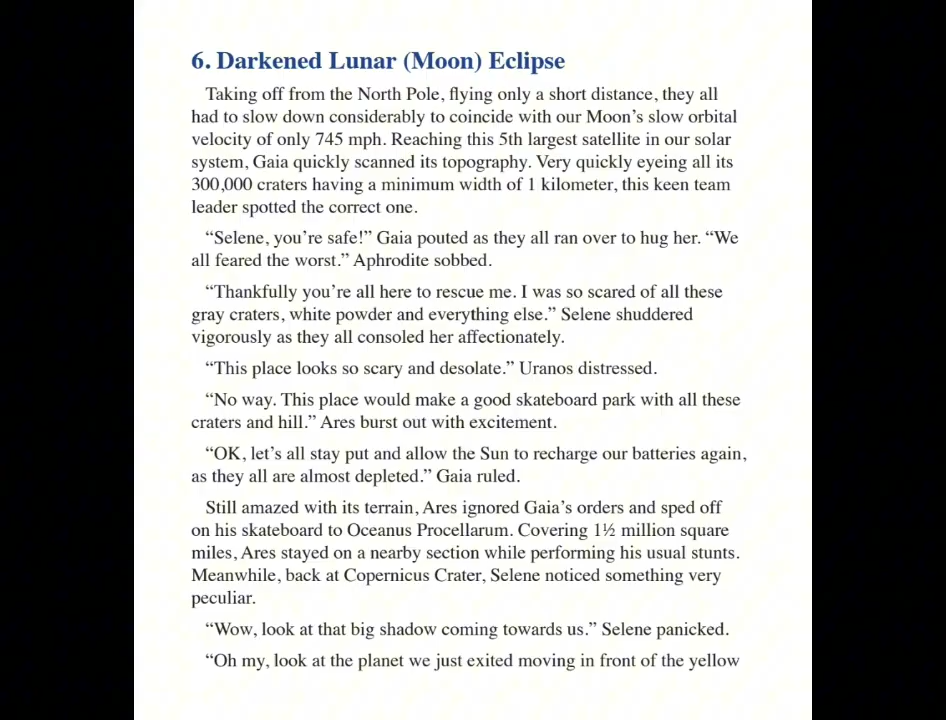 6. Darkened Lunar (Moon) Eclipse
Taking off from the North Pole, flying only a short distance, they all
had to slow down considerably to coincide with our Moon’s slow orbital
velocity of only 745 mph. Reaching this 5th largest satellite in our solar
system, Gaia quickly scanned its topography. Very quickly eyeing all its
300,000 craters having a minimum width of 1 kilometer, this keen team
leader spotted the correct one.
“Selene, you’re safe!” Gaia pouted as they all ran over to hug her. “We
all feared the worst.” Aphrodite sobbed.
“Thankfully you’re all here to rescue me. I was so scared of all these
gray craters, white powder and everything else.” Selene shuddered
vigorously as they all consoled her affectionately.
“This place looks so scary and desolate.” Uranos distressed.
“No way. This place would make a good skateboard park with all these
craters and hill.” Ares burst out with excitement.
“OK, let’s all stay put and allow the Sun to recharge our batteries again,
as they all are almost depleted.” Gaia ruled.
Still amazed with its terrain, Ares ignored Gaia’s orders and sped off
on his skateboard to Oceanus Procellarum. Covering 1½ million square
miles, Ares stayed on a nearby section while performing his usual stunts.
Meanwhile, back at Copernicus Crater, Selene noticed something very
peculiar.
“Wow, look at that big shadow coming towards us.” Selene panicked.
“Oh my, look at the planet we just exited moving in front of the yellow